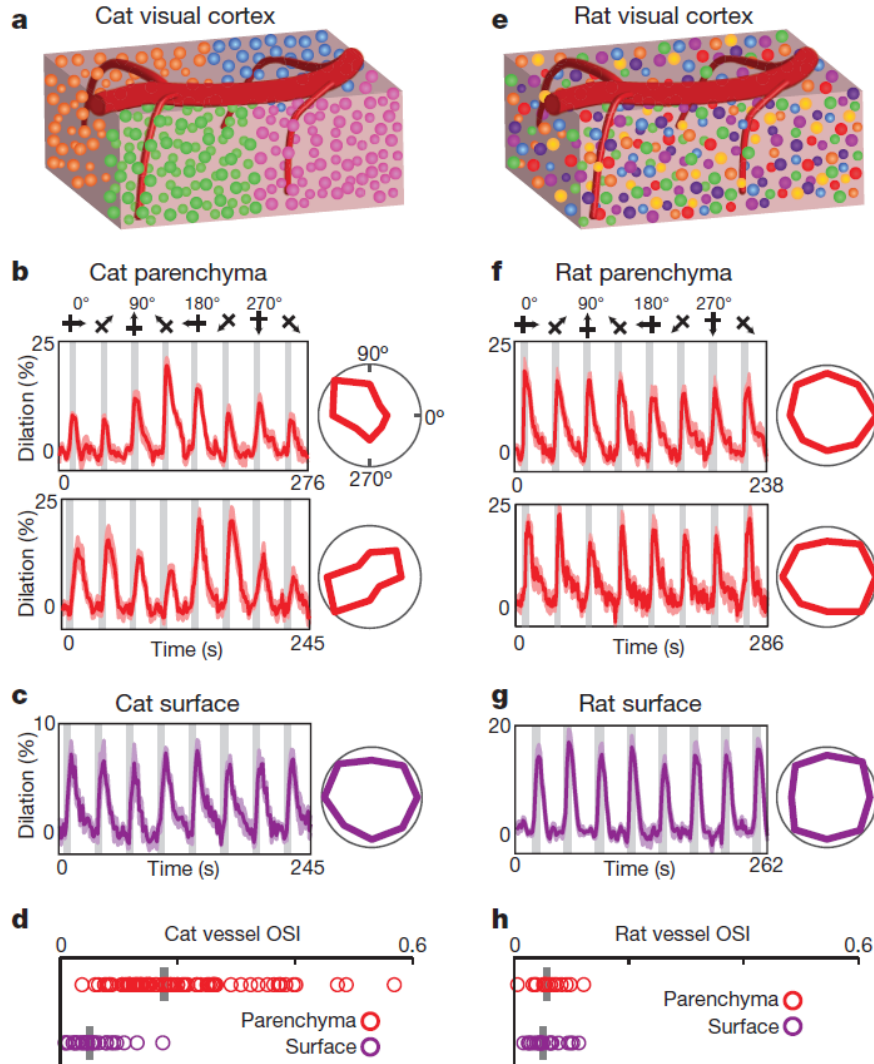 a Cat visual cortex
e Rat visual cortex
b Cat parenchyma
0° 90° 180° 270°
25
Dilation (%)
0
0 276
90°
0°
270°
25
Dilation (%)
0
0 Time (s) 245
f Rat parenchyma
0° 90° 180° 270°
25
0
0 238
25
0
0 Time (s) 286
c Cat surface
10
Dilation (%)
0
0 Time (s) 245
g Rat surface
20
0
0 Time (s) 262
d
0 Cat vessel OSI 0.6
Parenchyma
Surface
h
0 Rat vessel OSI 0.6
Parenchyma
Surface